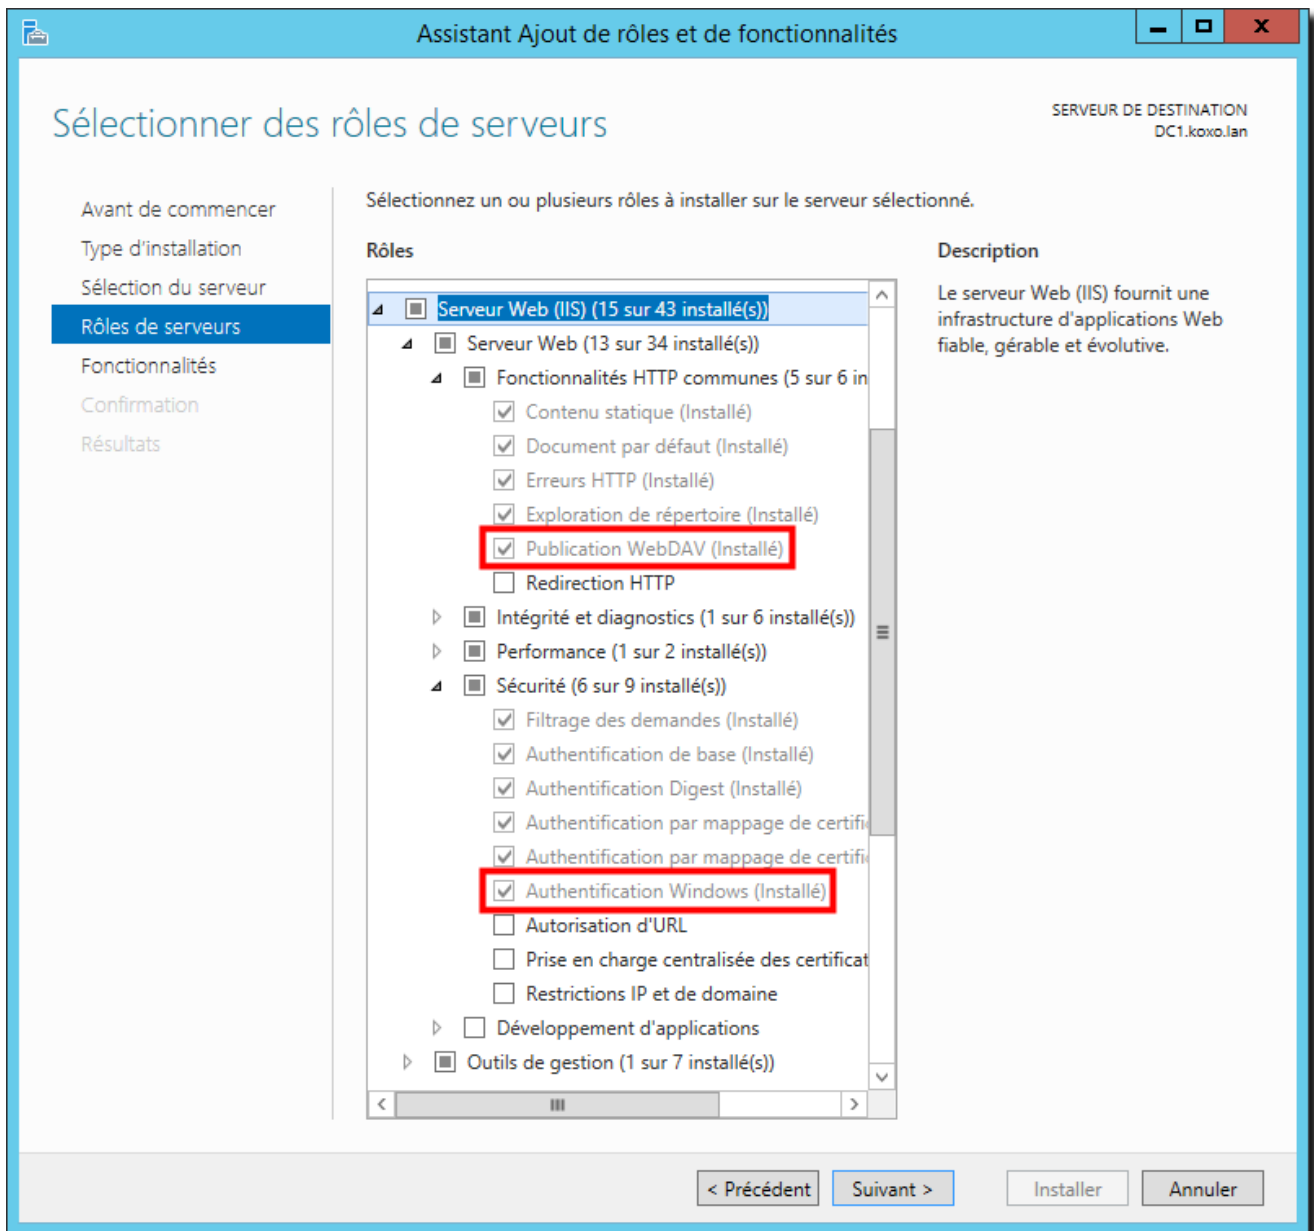 Assistant Ajout de rôles et de fonctionnalités
Sélectionner des rôles de serveurs
SERVEUR DE DESTINATION
DC1.koxo.lan
Avant de commencer
Type d'installation
Sélection du serveur
Rôles de serveurs
Fonctionnalités
Confirmation
Résultats
Sélectionnez un ou plusieurs rôles à installer sur le serveur sélectionné.
Rôles
Serveur Web (IIS) (15 sur 43 installé(s))
Serveur Web (13 sur 34 installé(s))
Fonctionnalités HTTP communes (5 sur 6 in
Contenu statique (Installé)
Document par défaut (Installé)
Erreurs HTTP (Installé)
Exploration de répertoire (Installé)
Publication WebDAV (Installé)
Redirection HTTP
Intégrité et diagnostics (1 sur 6 installé(s))
Performance (1 sur 2 installé(s))
Sécurité (6 sur 9 installé(s))
Filtrage des demandes (Installé)
Authentification de base (Installé)
Authentification Digest (Installé)
Authentification par mappage de certifi
Authentification par mappage de certifi
Authentification Windows (Installé)
Autorisation d'URL
Prise en charge centralisée des certificat
Restrictions IP et de domaine
Développement d'applications
Outils de gestion (1 sur 7 installé(s))
Description
Le serveur Web (IIS) fournit une
infrastructure d'applications Web
fiable, gérable et évolutive.
< Précédent
Suivant >
Installer
Annuler